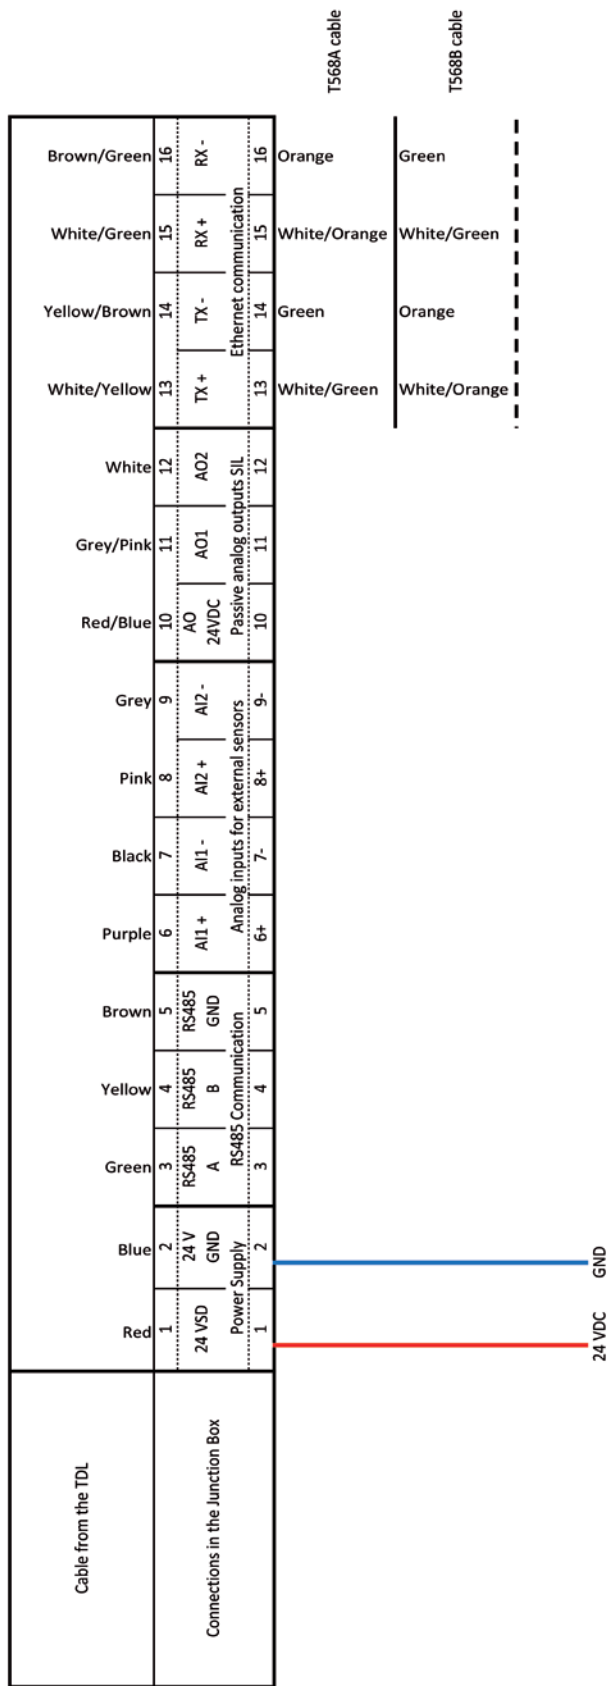 T568A cable
T568B cable
Brown/Green
16
RX -
16
Orange
Green
White/Green
15
RX +
15
White/Orange
White/Green
Yellow/Brown
14
TX -
14
Green
Orange
White/Yellow
13
TX +
13
White/Green
White/Orange
Ethernet communication
White
12
AO2
12
Grey/Pink
11
AO1
11
Red/Blue
10
AO
24VDC
10
Passive analog outputs SIL
Grey
9
AI2 -
9-
Pink
8
AI2 +
8+
Black
7
AI1 -
7-
Purple
6
AI1 +
6+
Analog inputs for external sensors
Brown
5
RS485
GND
5
Yellow
4
RS485
B
4
Green
3
RS485
A
3
RS485 Communication
Blue
2
24 V
GND
2
Red
1
24 VSD
1
Power Supply
GND
24 VDC
Cable from the TDL
Connections in the Junction Box